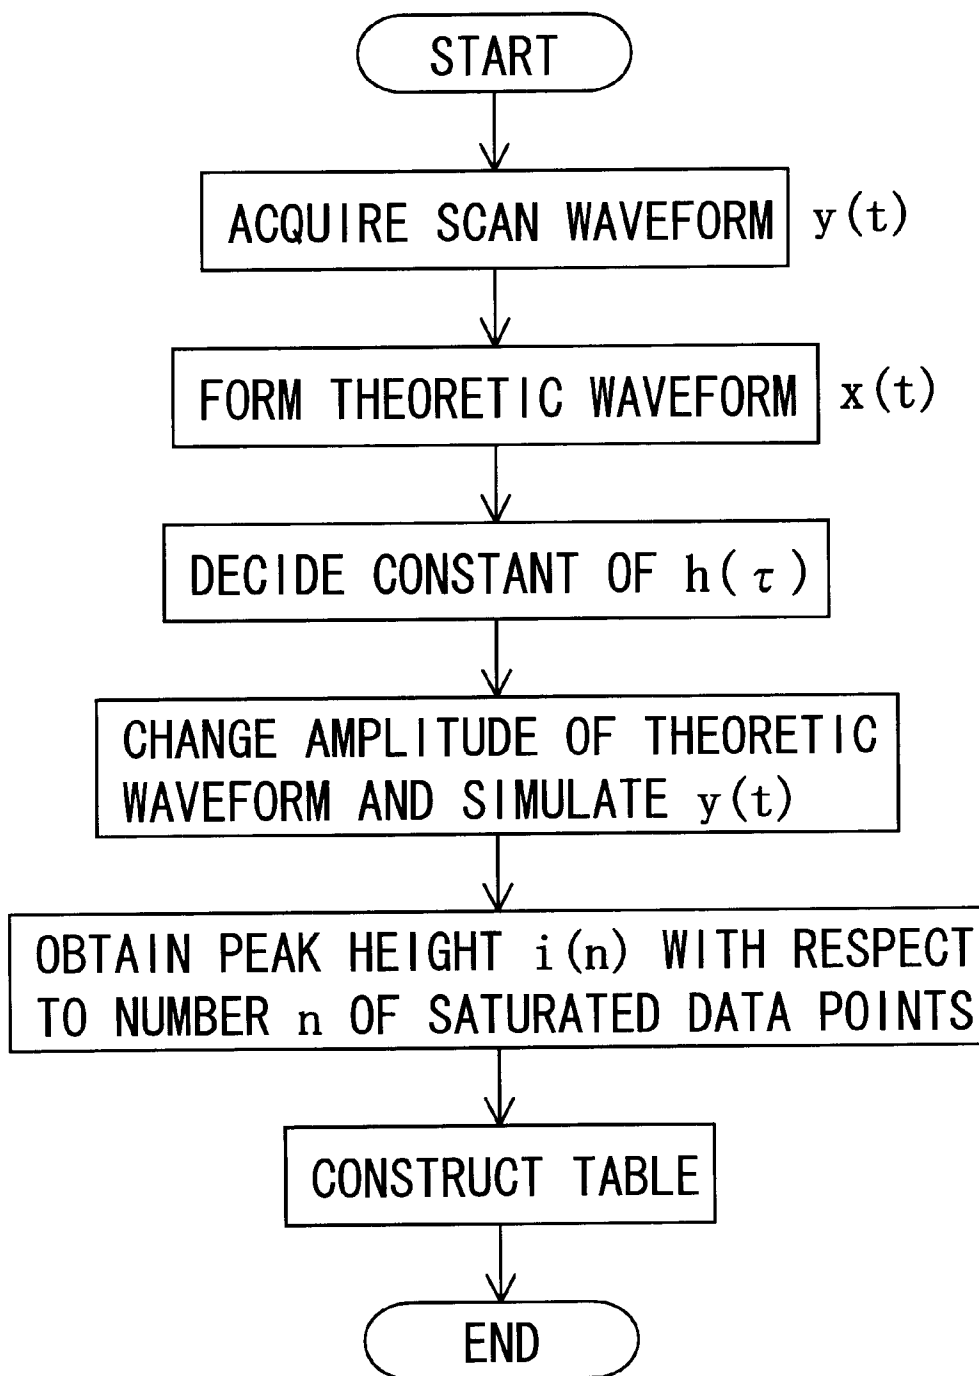 START
ACQUIRE SCAN WAVEFORM y(t)
FORM THEORETIC WAVEFORM x(t)
DECIDE CONSTANT OF h(τ)
CHANGE AMPLITUDE OF THEORETIC
WAVEFORM AND SIMULATE y(t)
OBTAIN PEAK HEIGHT i(n) WITH RESPECT
TO NUMBER n OF SATURATED DATA POINTS
CONSTRUCT TABLE
END